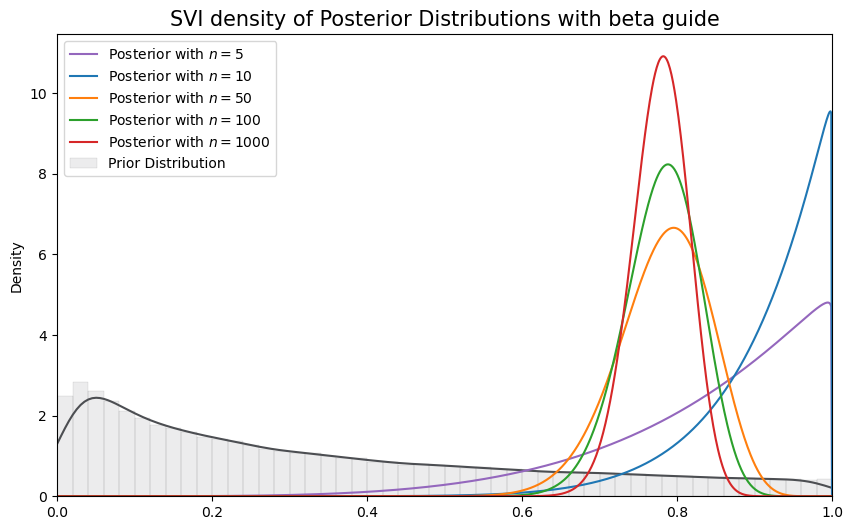 SVI density of Posterior Distributions with beta guide
Posterior with n = 5
Posterior with n = 10
Posterior with n = 50
Posterior with n = 100
Posterior with n = 1000
Prior Distribution
Density
10
8
6
4
2
0
0.0 0.2 0.4 0.6 0.8 1.0